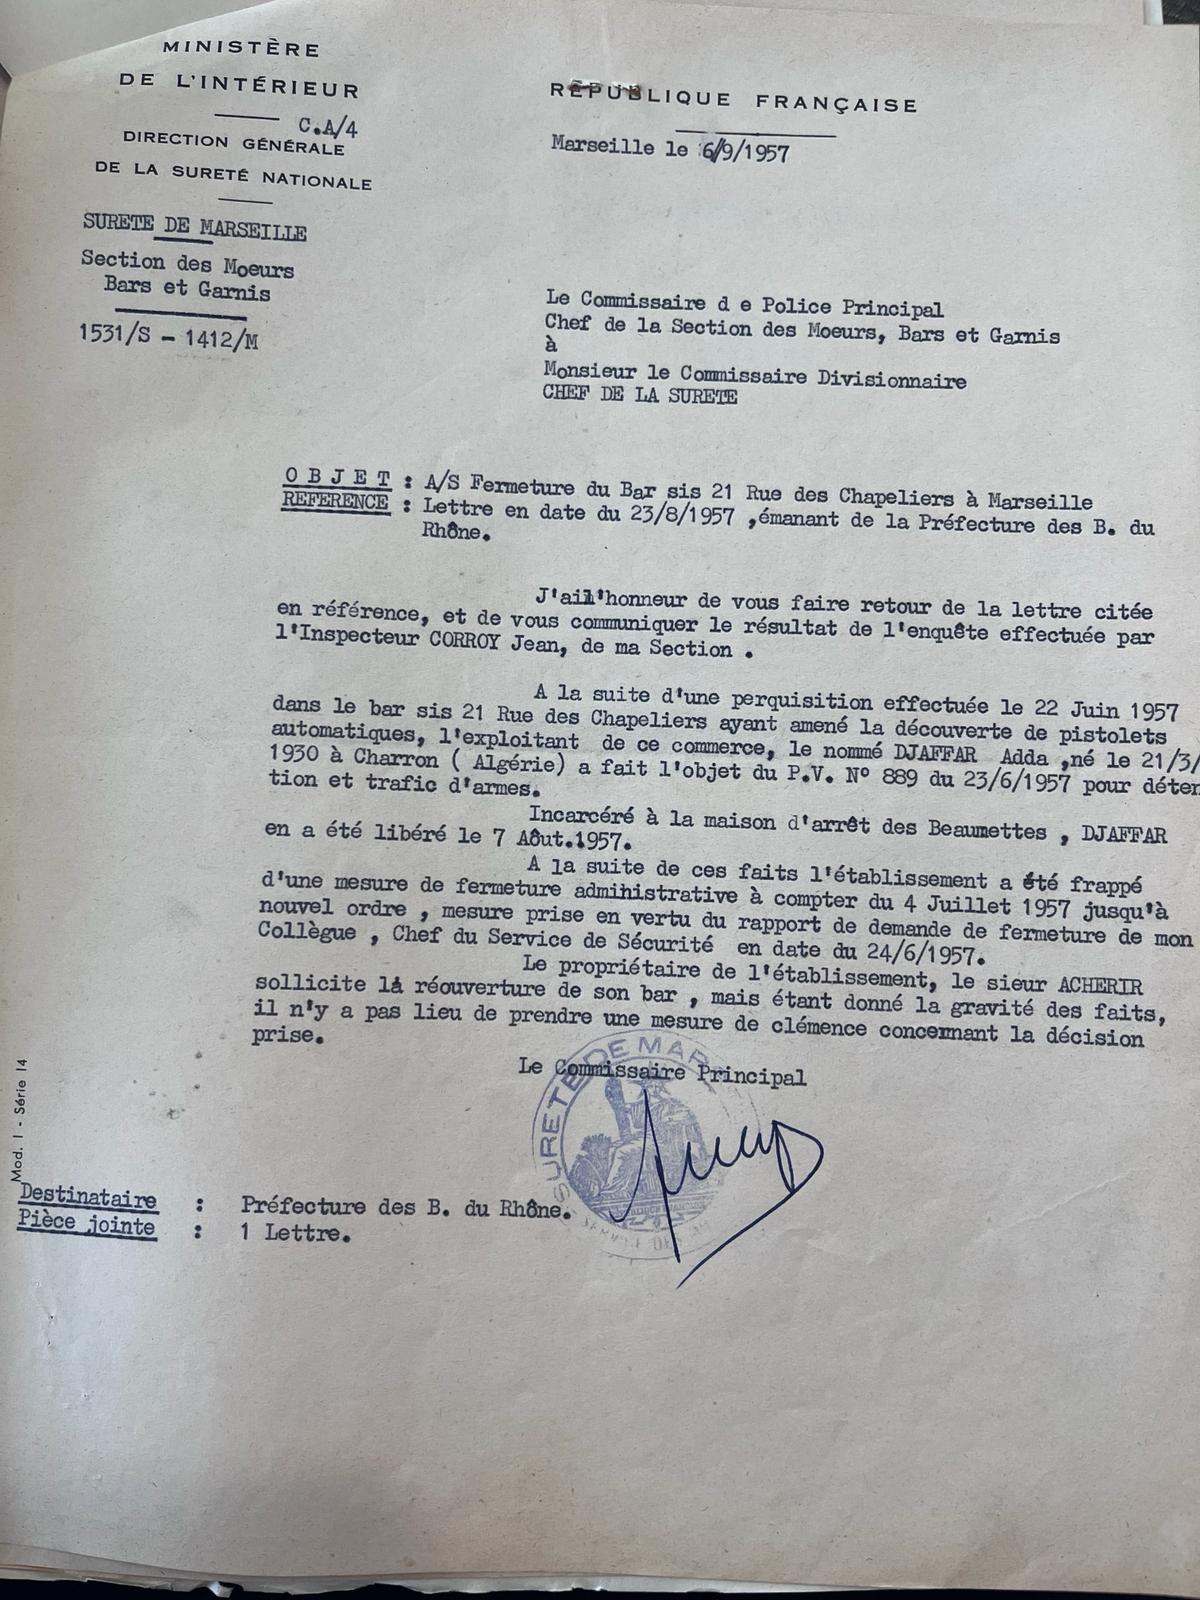 MINISTÈRE
DE L'INTÉRIEUR
C.A/4
DIRECTION GÉNÉRALE
DE LA SURETÉ NATIONALE
SURETE DE MARSEILLE
Section des Moeurs
Bars et Garnis
1531/S - 1412/M
RÉPUBLIQUE FRANÇAISE
Marseille le 6/9/1957
Le Commissaire d e Police Principal
Chef de la Section des Moeurs, Bars et Garnis
à
Monsieur le Commissaire Divisionnaire
CHEF DE LA SURETE
O B J E T : A/S Fermeture du Bar sis 21 Rue des Chapeliers à Marseille
REFERENCE : Lettre en date du 23/8/1957 ,émanant de la Préfecture des B. du
Rhône.
J'ail'honneur de vous faire retour de la lettre citée
en référence, et de vous communiquer le résultat de l'enquête effectuée par
l'Inspecteur CORROY Jean, de ma Section .
A la suite d'une perquisition effectuée le 22 Juin 1957
dans le bar sis 21 Rue des Chapeliers ayant amené la découverte de pistolets
automatiques, l'exploitant de ce commerce, le nommé DJAFFAR Adda ,né le 21/3/
1930 à Charron ( Algérie) a fait l'objet du P.V. N° 889 du 23/6/1957 pour déten
tion et trafic d'armes.
Incarcéré à la maison d'arrêt des Beaumettes , DJAFFAR
en a été libéré le 7 Aôut.1957.
A la suite de ces faits l'établissement a été frappé
d'une mesure de fermeture administrative à compter du 4 Juillet 1957 jusqu'à
nouvel ordre , mesure prise en vertu du rapport de demande de fermeture de mon
Collègue , Chef du Service de Sécurité en date du 24/6/1957.
Le propriétaire de l'établissement, le sieur ACHERIR
sollicite la réouverture de son bar , mais étant donné la gravité des faits,
il n'y a pas lieu de prendre une mesure de clémence concernant la décision
prise.
Le Commissaire Principal
SURETE DE MAR
Mod. I - Série 14
Destinataire : Préfecture des B. du Rhône.
Pièce jointe : 1 Lettre.